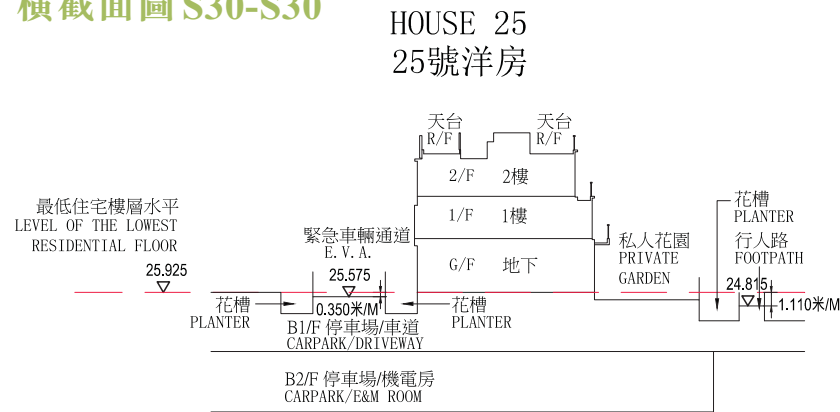 橫截面圖 S30-S30
HOUSE 25
25號洋房
天台
R/F
天台
R/F
2/F 2樓
1/F 1樓
G/F 地下
最低住宅樓層水平
LEVEL OF THE LOWEST
RESIDENTIAL FLOOR
25.925
緊急車輛通道
E.V.A.
25.575
0.350米/M
花槽
PLANTER
花槽
PLANTER
私人花園
PRIVATE
GARDEN
花槽
PLANTER
行人路
FOOTPATH
24.815
1.110米/M
B1/F 停車場/車道
CARPARK/DRIVEWAY
B2/F 停車場/機電房
CARPARK/E&M ROOM